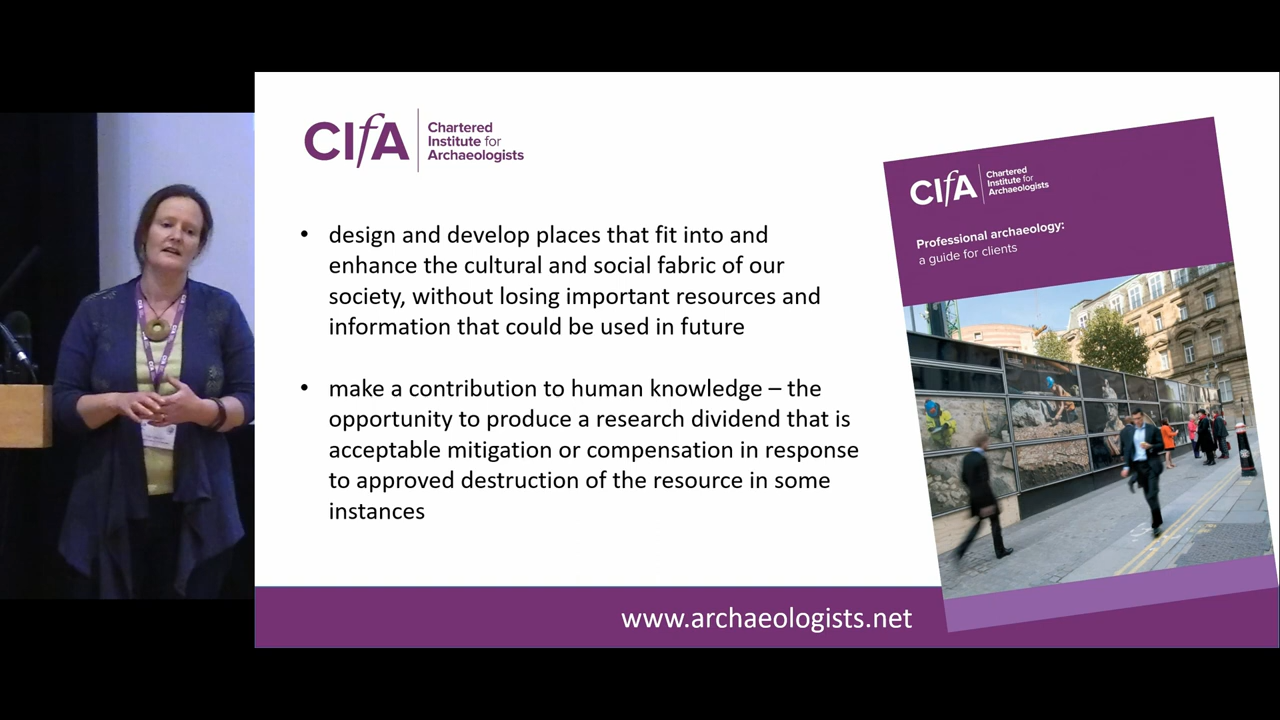 CIfA
Chartered
Institute for
Archaeologists
• design and develop places that fit into and
enhance the cultural and social fabric of our
society, without losing important resources and
information that could be used in future
• make a contribution to human knowledge – the
opportunity to produce a research dividend that is
acceptable mitigation or compensation in response
to approved destruction of the resource in some
instances
www.archaeologists.net
CIfA
Chartered
Institute for
Archaeologists
Professional archaeology:
a guide for clients